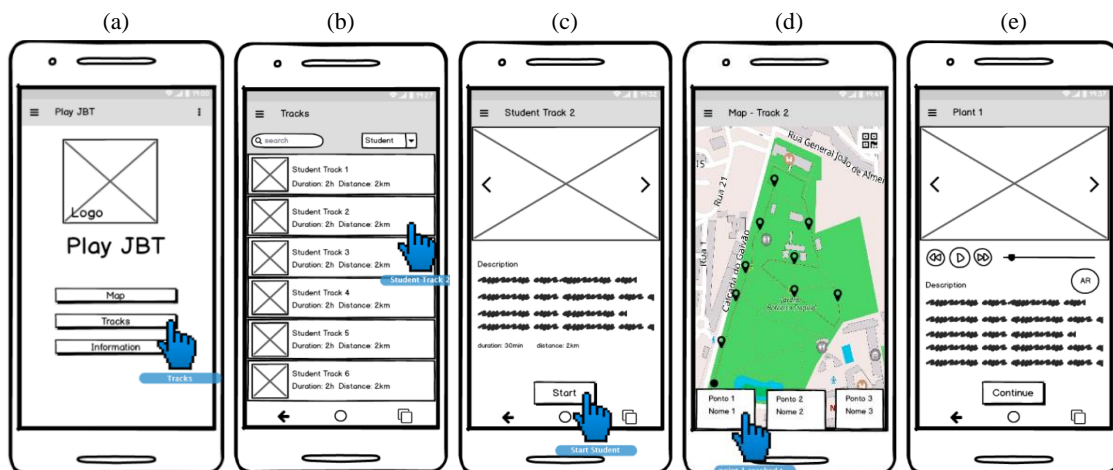 (a)
(b)
(c)
(d)
(e)
Play JBT
Logo
Play JBT
Map
Tracks
Information
Tracks
Tracks
search
Student
Student Track 1
Duration: 2h Distance: 2km
Student Track 2
Duration: 2h Distance: 2km
Student Track 3
Duration: 2h Distance: 2km
Student Track 4
Duration: 2h Distance: 2km
Student Track 5
Duration: 2h Distance: 2km
Student Track 6
Duration: 2h Distance: 2km
Student Track 2
Student Track 2
Description
duration: 30min distance: 2km
Start
Start Student
Map - Track 2
Rua General João de Almei
Rua 21
Rua 1
Calçada do Galvão
Ponto 1
Nome 1
Ponto 2
Nome 2
Ponto 3
Nome 3
Plant 1
AR
Description
Continue